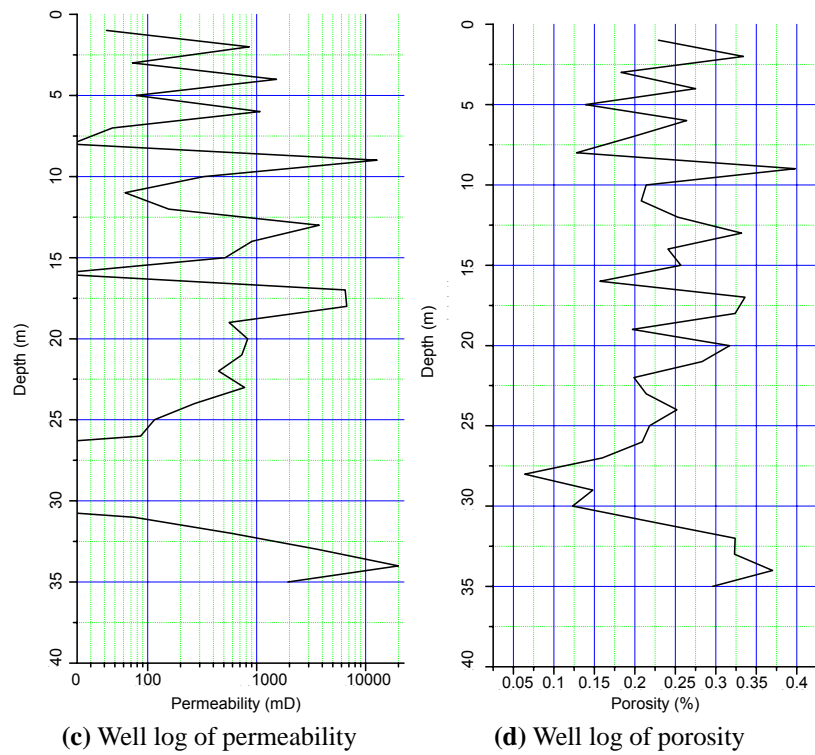 0
5
10
15
20
25
30
35
40
Depth (m)
0 100 1000 10000
Permeability (mD)
(c) Well log of permeability
0
5
10
15
20
25
30
35
40
Depth (m)
0.05 0.1 0.15 0.2 0.25 0.3 0.35 0.4
Porosity (%)
(d) Well log of porosity